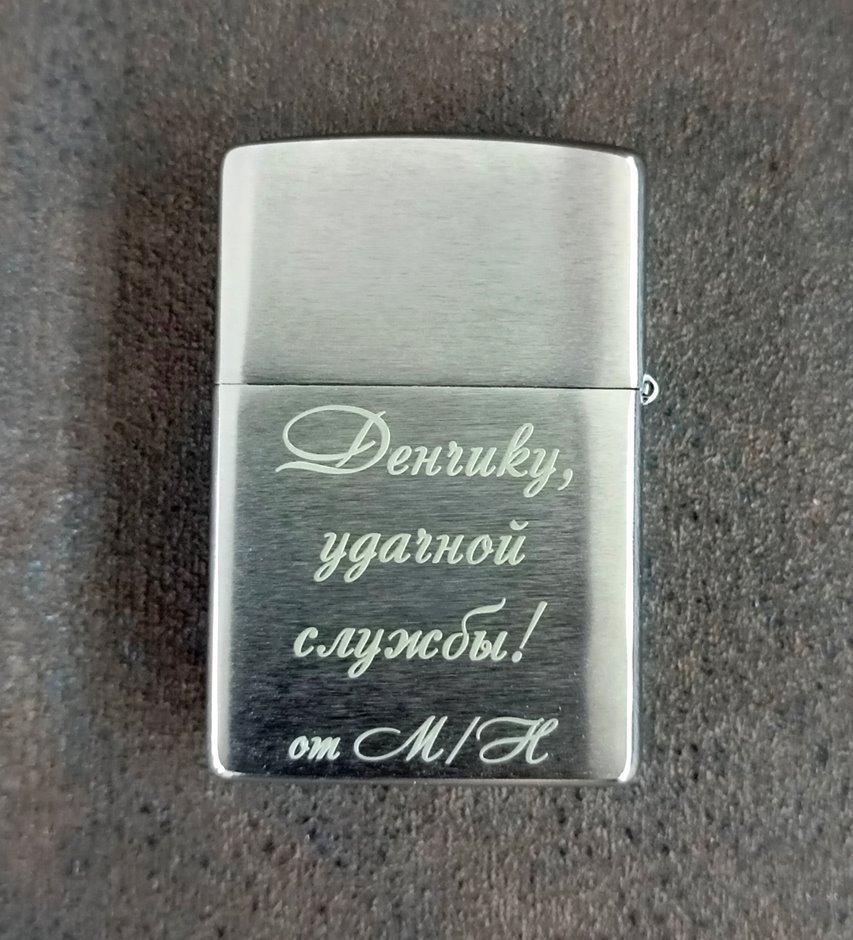 Денчику,
удачной
службы!
от М/Н